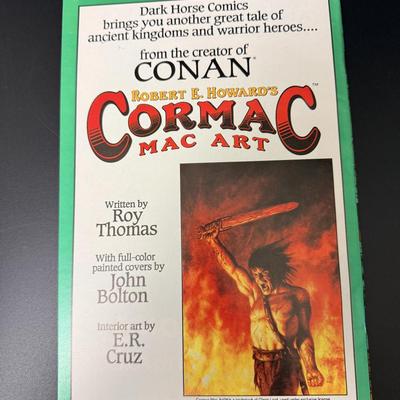 Dark Horse Comics
brings you another great tale of
ancient kingdoms and warrior heroes....
from the creator of
CONAN®
ROBERT E. HOWARD'S
CORMAC™
MAC ART
Written by
Roy
Thomas
With full-color
painted covers by
John
Bolton
Interior art by
E.R.
Cruz